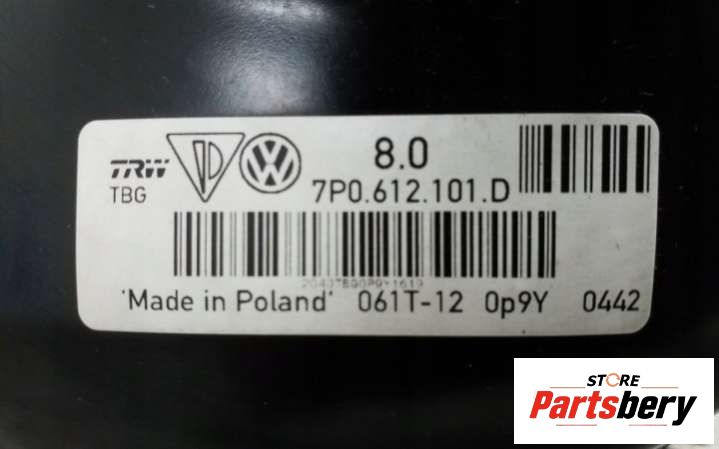 TRW
TBG
8.0
7P0.612.101.D
'Made in Poland' 061T-12 0p9Y 0442
STORE
Partsbery